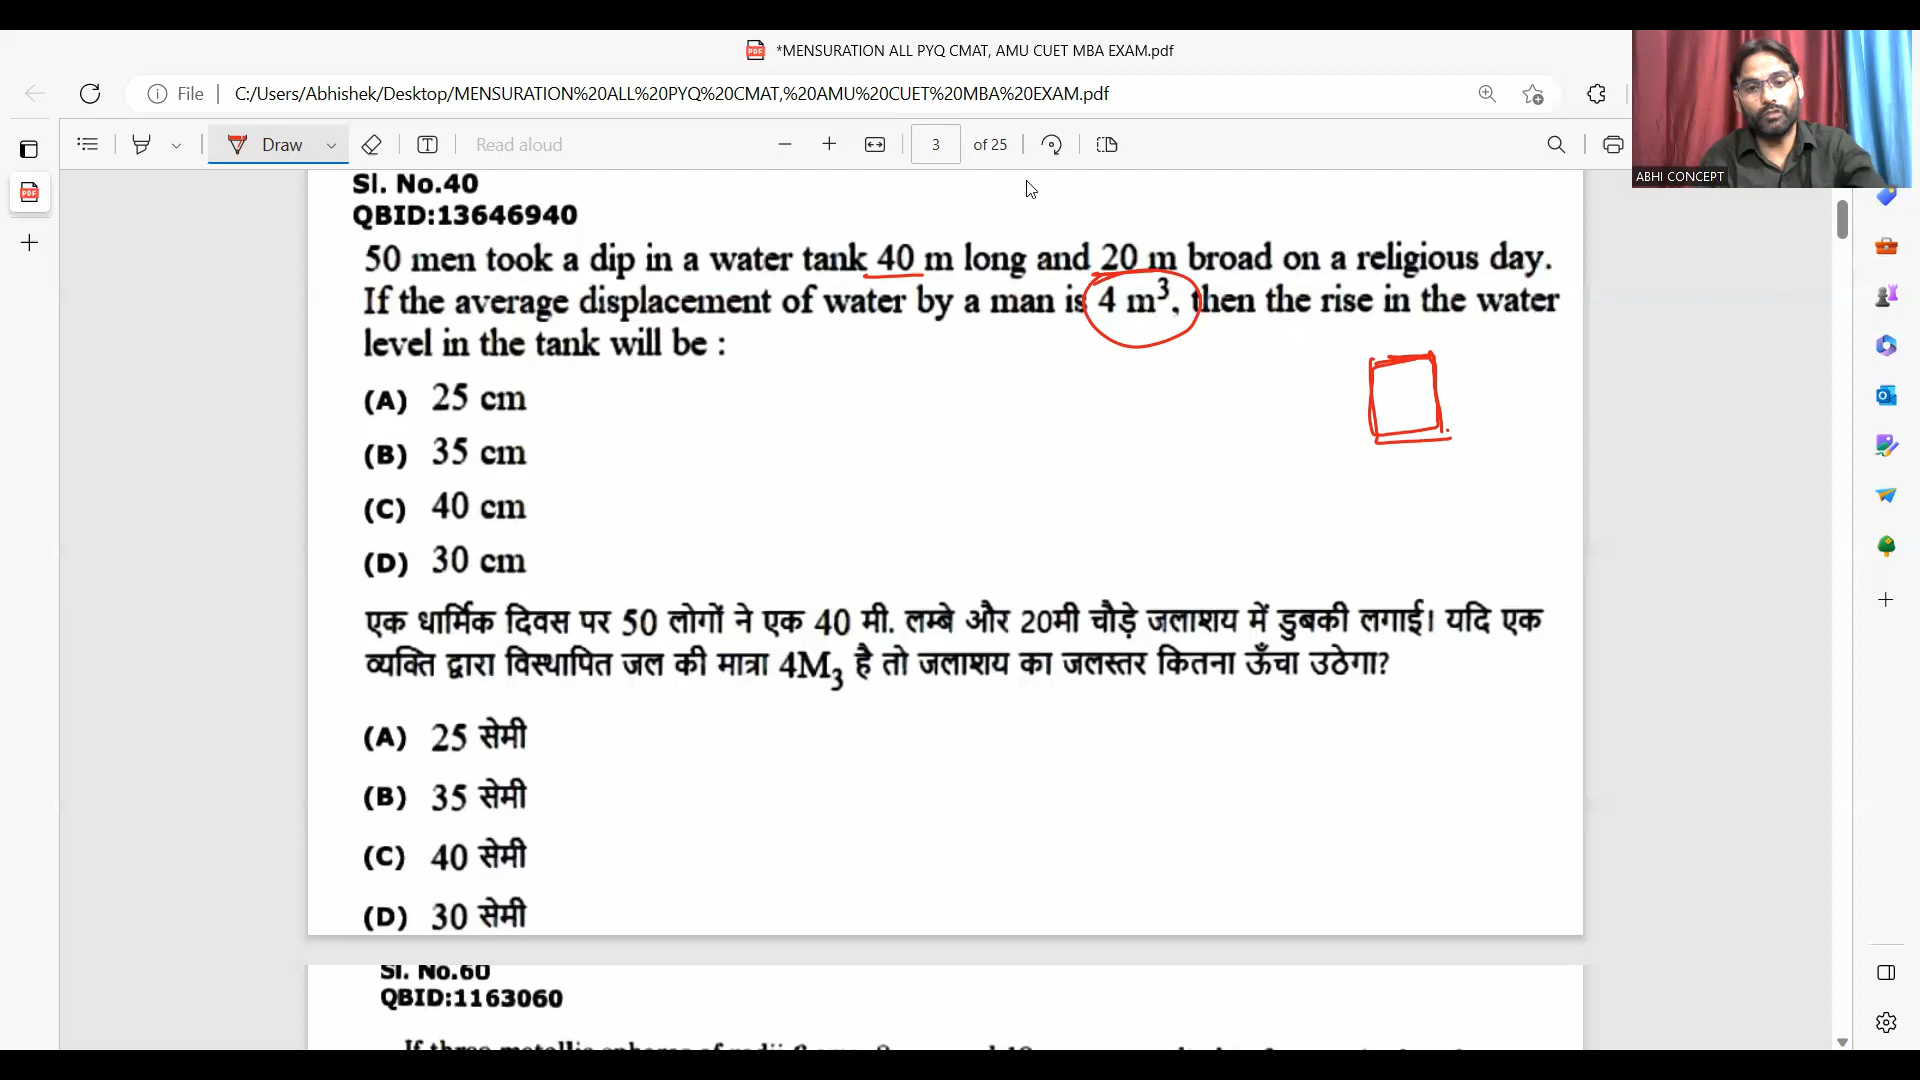 *MENSURATION ALL PYQ CMAT, AMU CUET MBA EXAM.pdf
File C:/Users/Abhishek/Desktop/MENSURATION%20ALL%20PYQ%20CMAT,%20AMU%20CUET%20MBA%20EXAM.pdf
Draw Read aloud 3 of 25
ABHI CONCEPT
Sl. No.40
QBID:13646940
50 men took a dip in a water tank 40 m long and 20 m broad on a religious day.
If the average displacement of water by a man is 4 m³, then the rise in the water
level in the tank will be :
(A) 25 cm
(B) 35 cm
(C) 40 cm
(D) 30 cm
एक धार्मिक दिवस पर 50 लोगों ने एक 40 मी. लम्बे और 20मी चौड़े जलाशय में डुबकी लगाई। यदि एक
व्यक्ति द्वारा विस्थापित जल की मात्रा 4M₃ है तो जलाशय का जलस्तर कितना ऊँचा उठेगा?
(A) 25 सेमी
(B) 35 सेमी
(C) 40 सेमी
(D) 30 सेमी
Sl. No.60
QBID:1163060
If three metallic